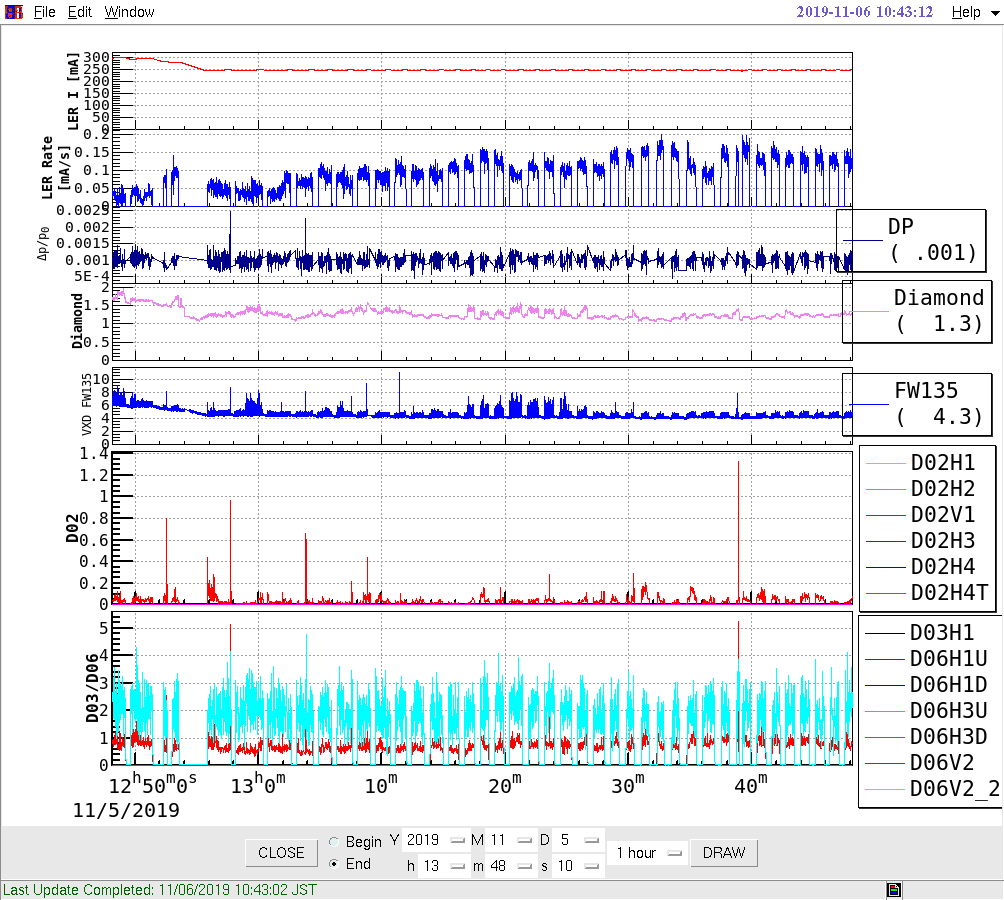 File Edit Window 2019-11-06 10:43:12 Help
LER I [mA]
300
250
200
150
100
50
0
LER Rate
[mA/s]
0.2
0.15
0.1
0.05
0
Δp/p₀
0.0025
0.002
0.0015
0.001
5E-4
DP
( .001)
Diamond
2
1.5
1
0.5
0
Diamond
( 1.3)
VXD FW135
10
8
6
4
2
0
FW135
( 4.3)
D02
1.4
1.2
1
0.8
0.6
0.4
0.2
0
D02H1
D02H2
D02V1
D02H3
D02H4
D02H4T
D03/D06
5
4
3
2
1
0
D03H1
D06H1U
D06H1D
D06H3U
D06H3D
D06V2
D06V2_2
12h50m0s 13h0m 10m 20m 30m 40m
11/5/2019
CLOSE Begin Y 2019 M 11 D 5 1 hour DRAW
End h 13 m 48 s 10
Last Update Completed: 11/06/2019 10:43:02 JST